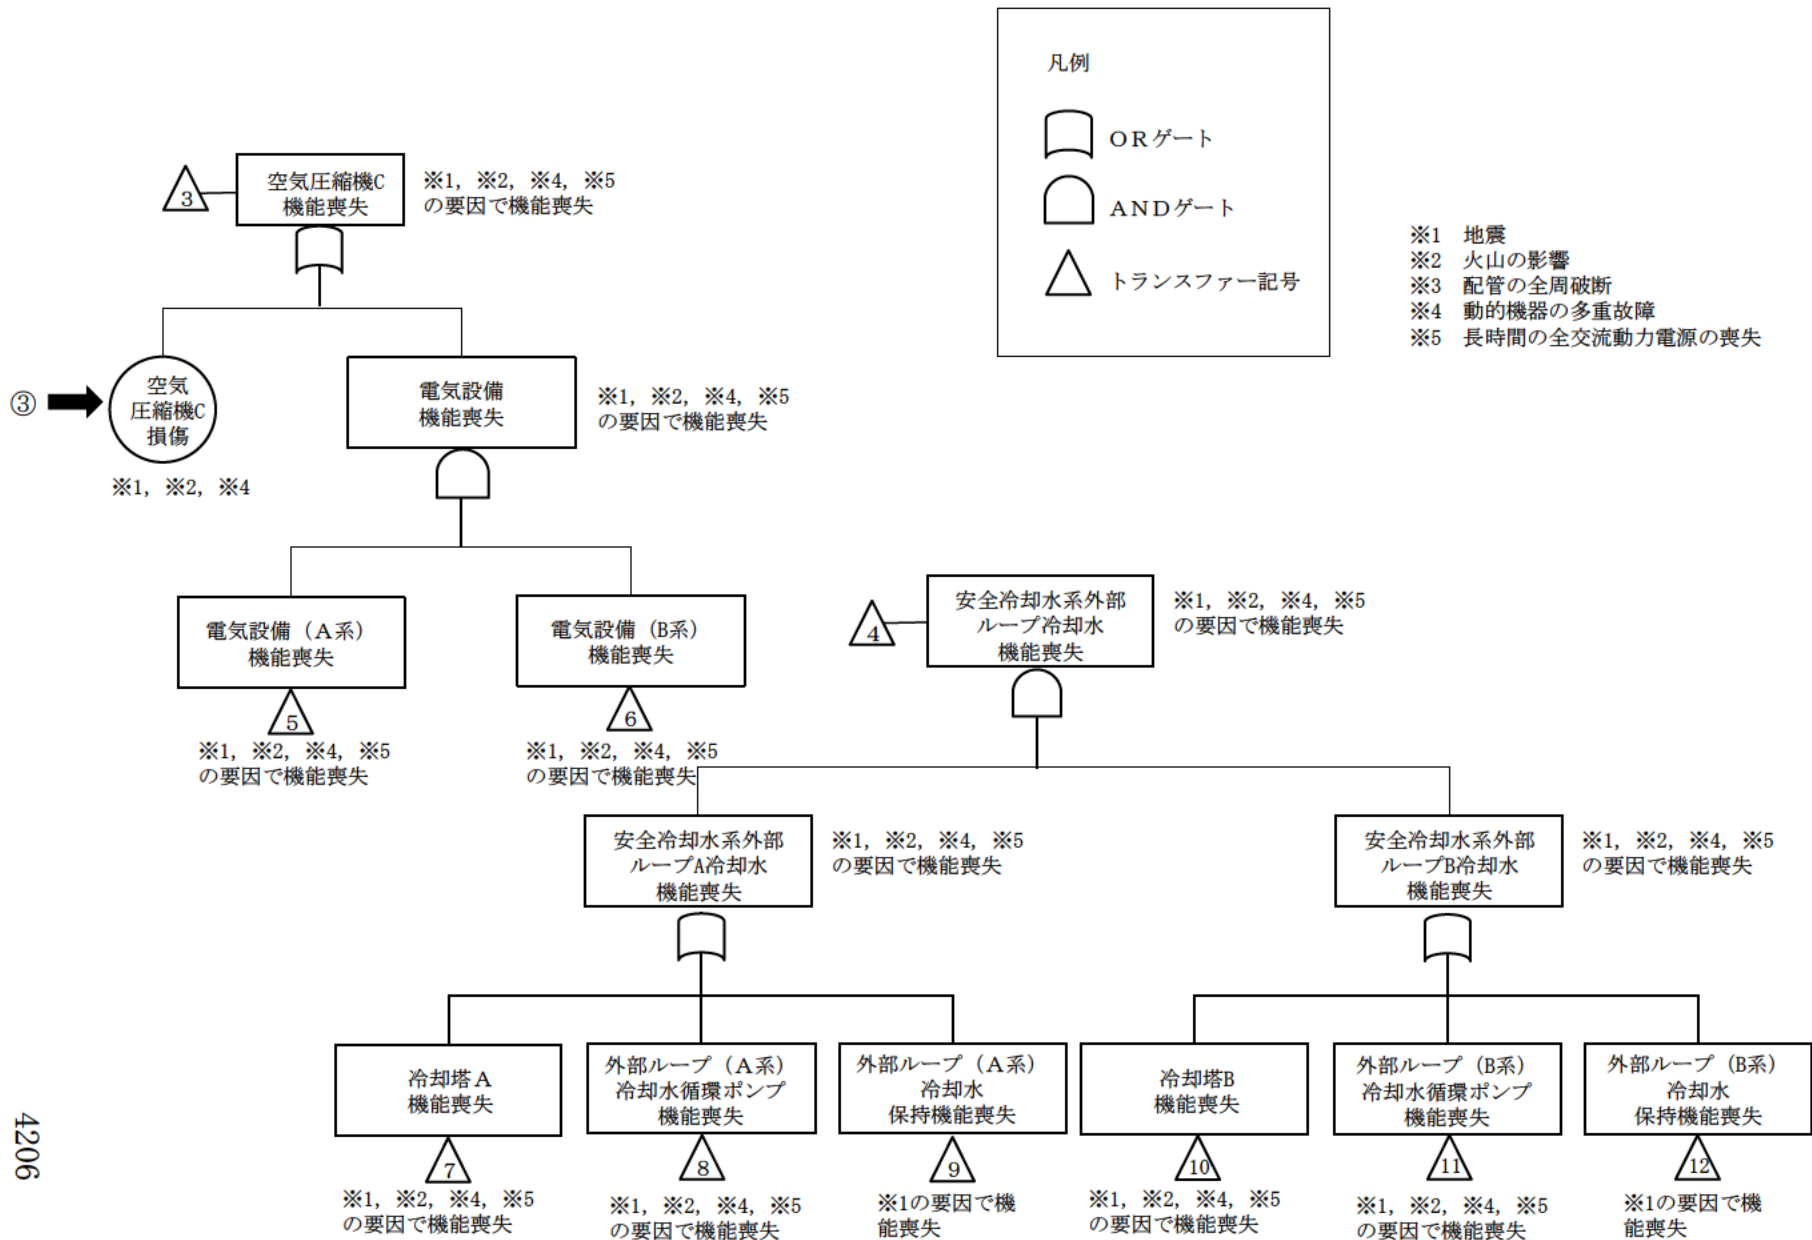 凡例
ORゲート
ANDゲート
トランスファー記号
※1 地震
※2 火山の影響
※3 配管の全周破断
※4 動的機器の多重故障
※5 長時間の全交流動力電源の喪失
3
空気圧縮機C
機能喪失
※1, ※2, ※4, ※5
の要因で機能喪失
③
空気
圧縮機C
損傷
※1, ※2, ※4
電気設備
機能喪失
※1, ※2, ※4, ※5
の要因で機能喪失
電気設備（A系）
機能喪失
5
※1, ※2, ※4, ※5
の要因で機能喪失
電気設備（B系）
機能喪失
6
※1, ※2, ※4, ※5
の要因で機能喪失
4
安全冷却水系外部
ループ冷却水
機能喪失
※1, ※2, ※4, ※5
の要因で機能喪失
安全冷却水系外部
ループA冷却水
機能喪失
※1, ※2, ※4, ※5
の要因で機能喪失
安全冷却水系外部
ループB冷却水
機能喪失
※1, ※2, ※4, ※5
の要因で機能喪失
冷却塔A
機能喪失
7
※1, ※2, ※4, ※5
の要因で機能喪失
外部ループ（A系）
冷却水循環ポンプ
機能喪失
8
※1, ※2, ※4, ※5
の要因で機能喪失
外部ループ（A系）
冷却水
保持機能喪失
9
※1の要因で機
能喪失
冷却塔B
機能喪失
10
※1, ※2, ※4, ※5
の要因で機能喪失
外部ループ（B系）
冷却水循環ポンプ
機能喪失
11
※1, ※2, ※4, ※5
の要因で機能喪失
外部ループ（B系）
冷却水
保持機能喪失
12
※1の要因で機
能喪失
4206